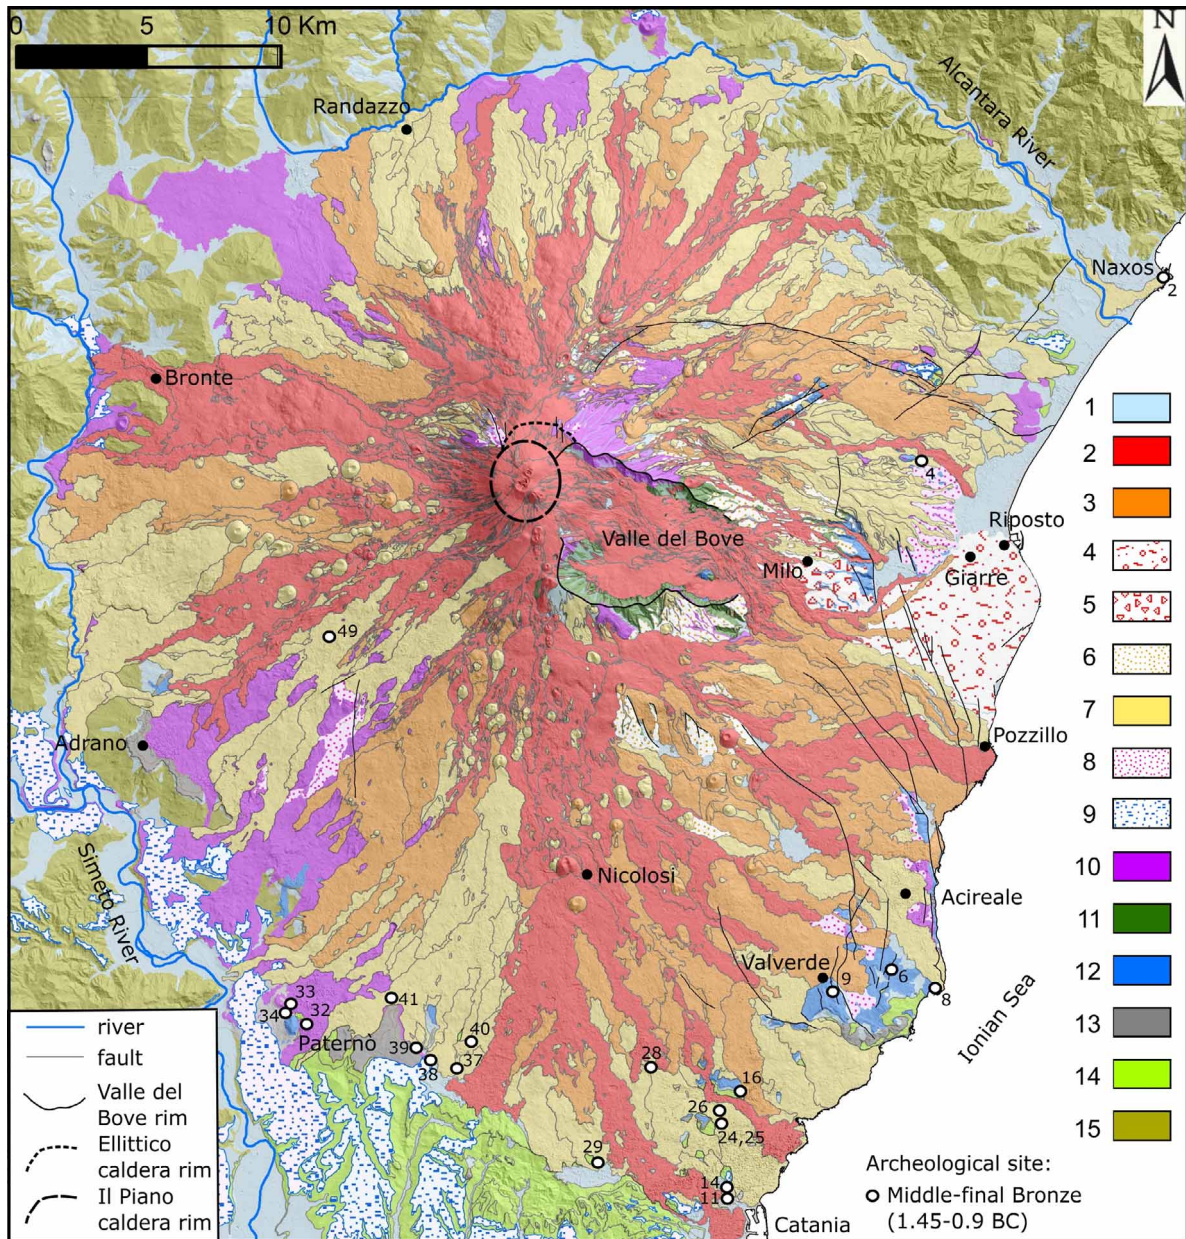 0 5 10 Km
N
Randazzo
Alcantara River
Naxos
2
Bronte
1
2
3
4
5
6
7
8
9
10
11
12
13
14
15
4
Riposto
Giarre
Valle del Bove
Milo
49
Adrano
Pozzillo
Simeto River
Nicolosi
Acireale
Valverde
9
6
8
Ionian Sea
33
34
32
41
Paternò
40
39
38
37
28
16
26
24,25
29
14
11
Catania
river
fault
Valle del
Bove rim
Ellittico
caldera rim
Il Piano
caldera rim
Archeological site:
Middle-final Bronze
(1.45-0.9 BC)